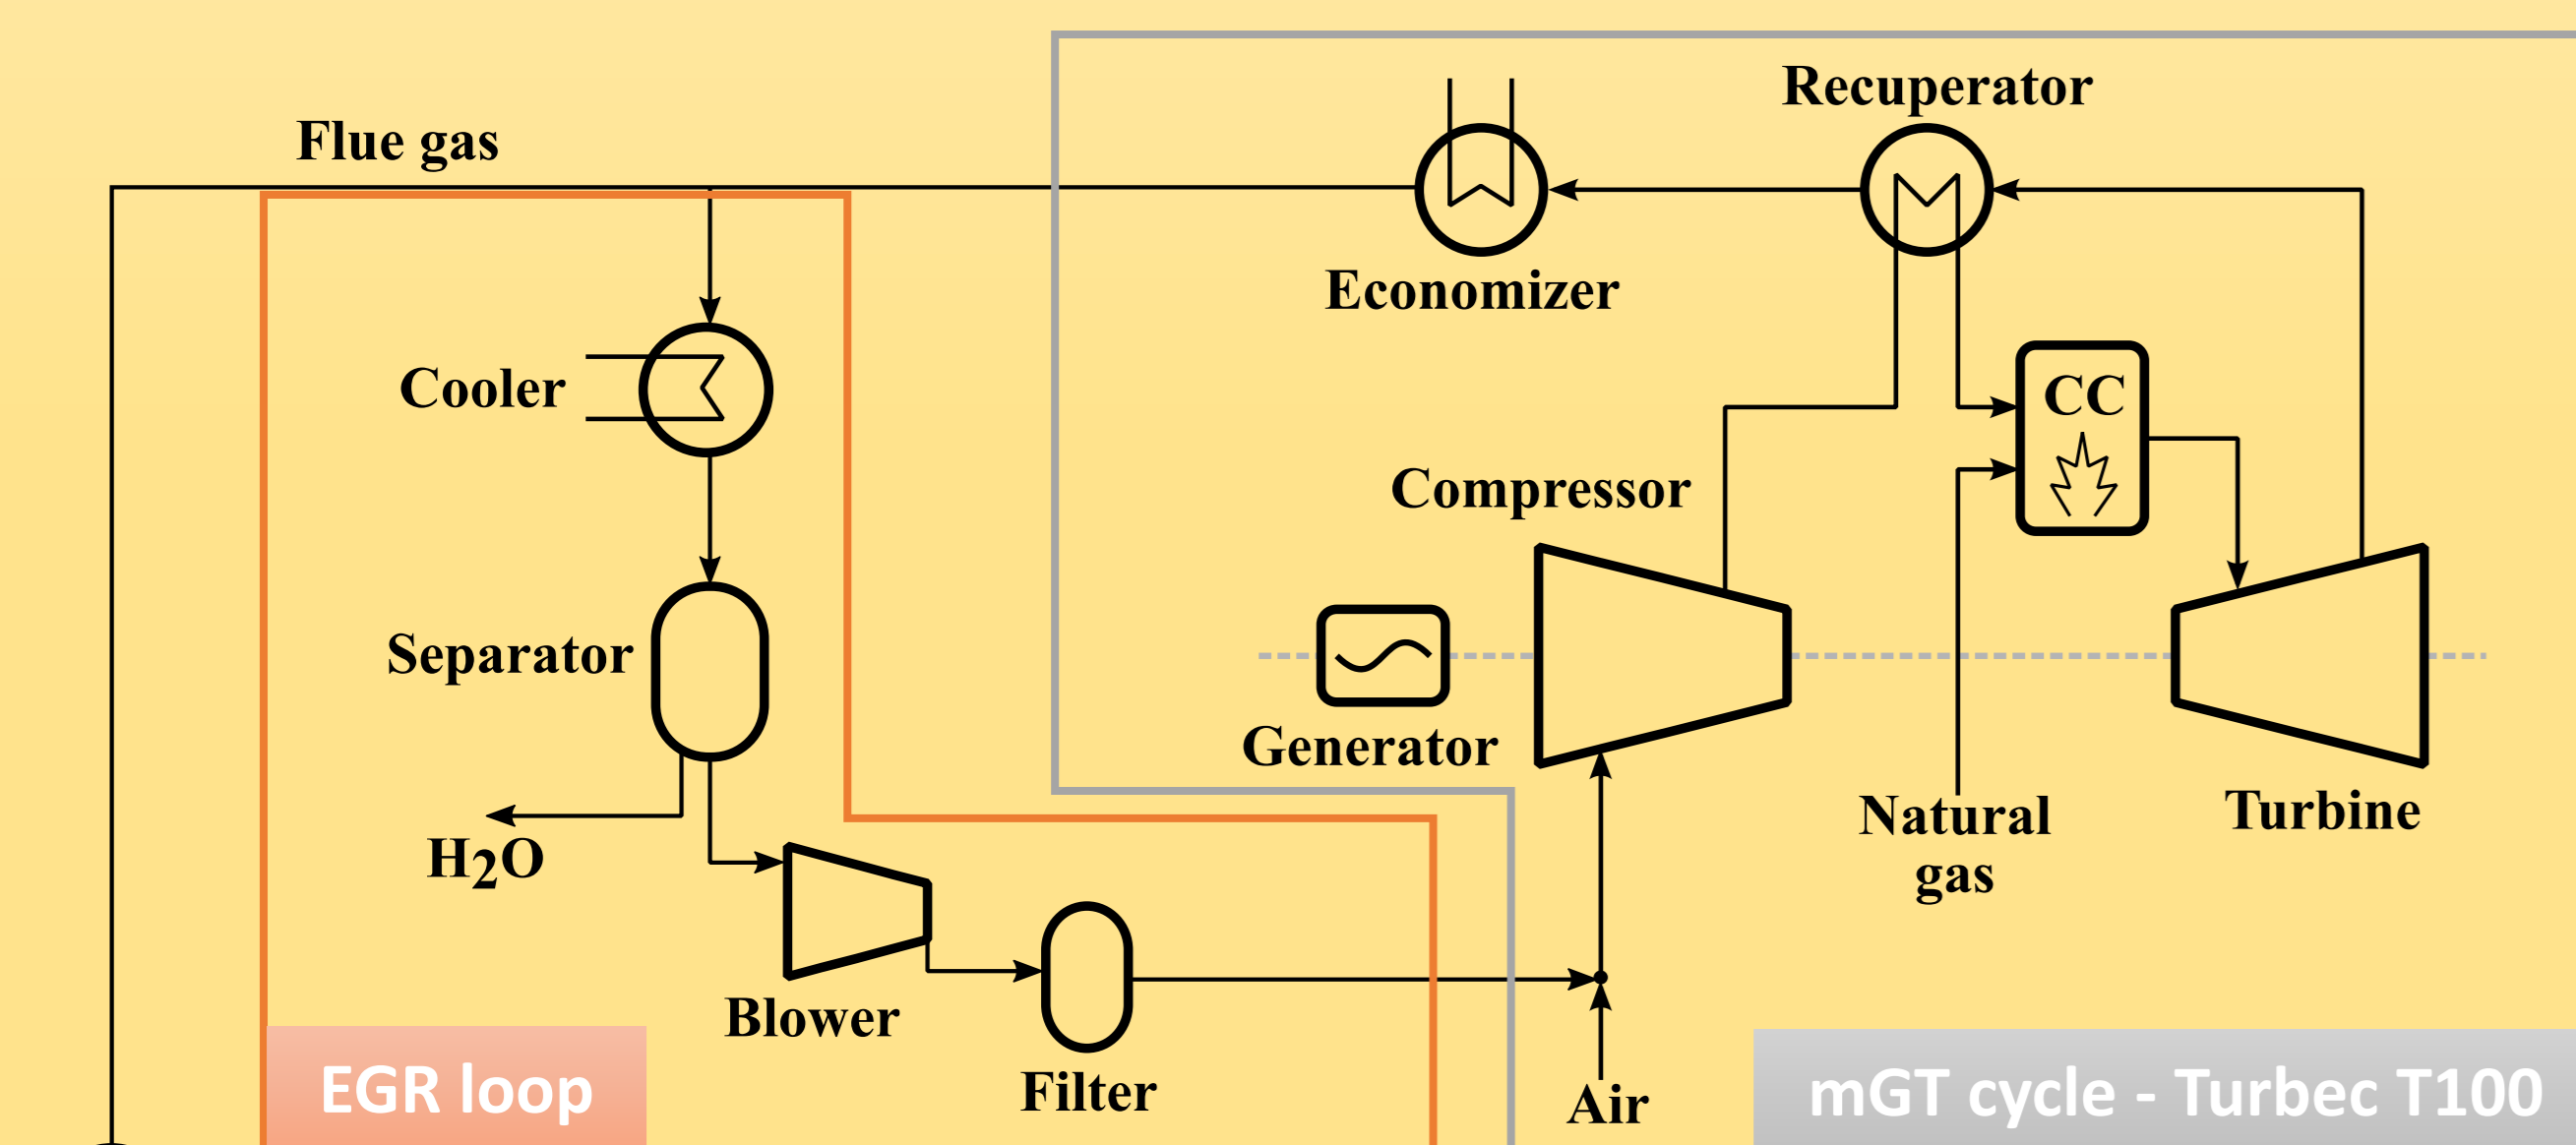 Recuperator
Flue gas
Economizer
Cooler
CC
Compressor
Separator
Generator
Natural
gas
Turbine
H2O
Blower
Filter
Air
EGR loop
mGT cycle - Turbec T100